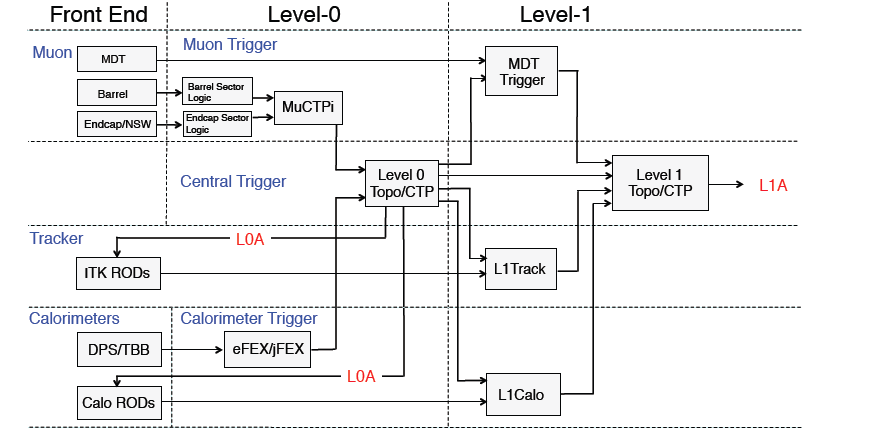 Front End
Level-0
Level-1
Muon
Muon Trigger
MDT
MDT
Trigger
Barrel
Barrel Sector
Logic
MuCTPi
Endcap/NSW
Endcap Sector
Logic
Central Trigger
Level 0
Topo/CTP
Level 1
Topo/CTP
L1A
Tracker
L0A
ITK RODs
L1Track
Calorimeters
Calorimeter Trigger
DPS/TBB
eFEX/jFEX
L0A
Calo RODs
L1Calo